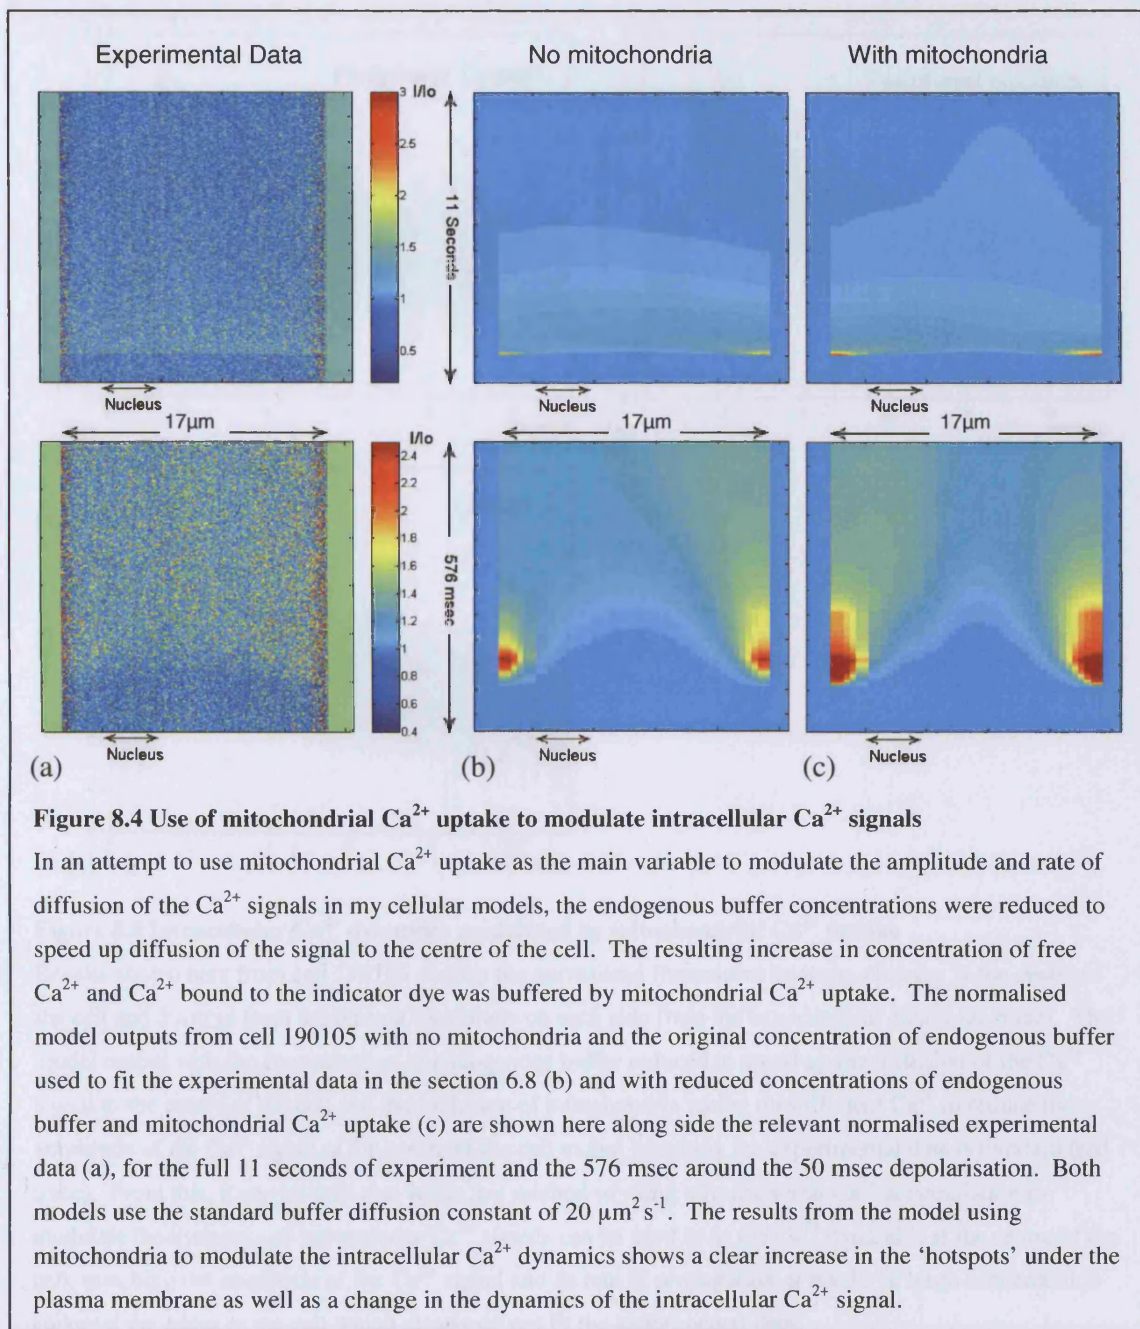 Experimental Data
No mitochondria
With mitochondria
3 I/Io
2
1.5
1
0.5
11 Seconds
Nucleus
Nucleus
Nucleus
17µm
17µm
17µm
I/Io
2.4
2.2
2
1.8
1.6
1.4
1.2
1
0.8
0.6
0.4
576 msec
Nucleus
Nucleus
Nucleus
(a)
(b)
(c)
Figure 8.4 Use of mitochondrial Ca²⁺ uptake to modulate intracellular Ca²⁺ signals
In an attempt to use mitochondrial Ca²⁺ uptake as the main variable to modulate the amplitude and rate of
diffusion of the Ca²⁺ signals in my cellular models, the endogenous buffer concentrations were reduced to
speed up diffusion of the signal to the centre of the cell. The resulting increase in concentration of free
Ca²⁺ and Ca²⁺ bound to the indicator dye was buffered by mitochondrial Ca²⁺ uptake. The normalised
model outputs from cell 190105 with no mitochondria and the original concentration of endogenous buffer
used to fit the experimental data in the section 6.8 (b) and with reduced concentrations of endogenous
buffer and mitochondrial Ca²⁺ uptake (c) are shown here along side the relevant normalised experimental
data (a), for the full 11 seconds of experiment and the 576 msec around the 50 msec depolarisation. Both
models use the standard buffer diffusion constant of 20 µm² s⁻¹. The results from the model using
mitochondria to modulate the intracellular Ca²⁺ dynamics shows a clear increase in the 'hotspots' under the
plasma membrane as well as a change in the dynamics of the intracellular Ca²⁺ signal.